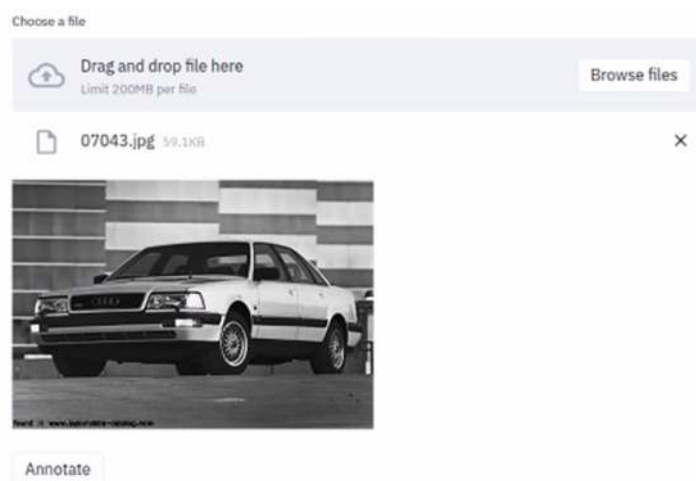 Choose a file
Drag and drop file here
Limit 200MB per file
Browse files
07043.jpg 59.1KB
Annotate